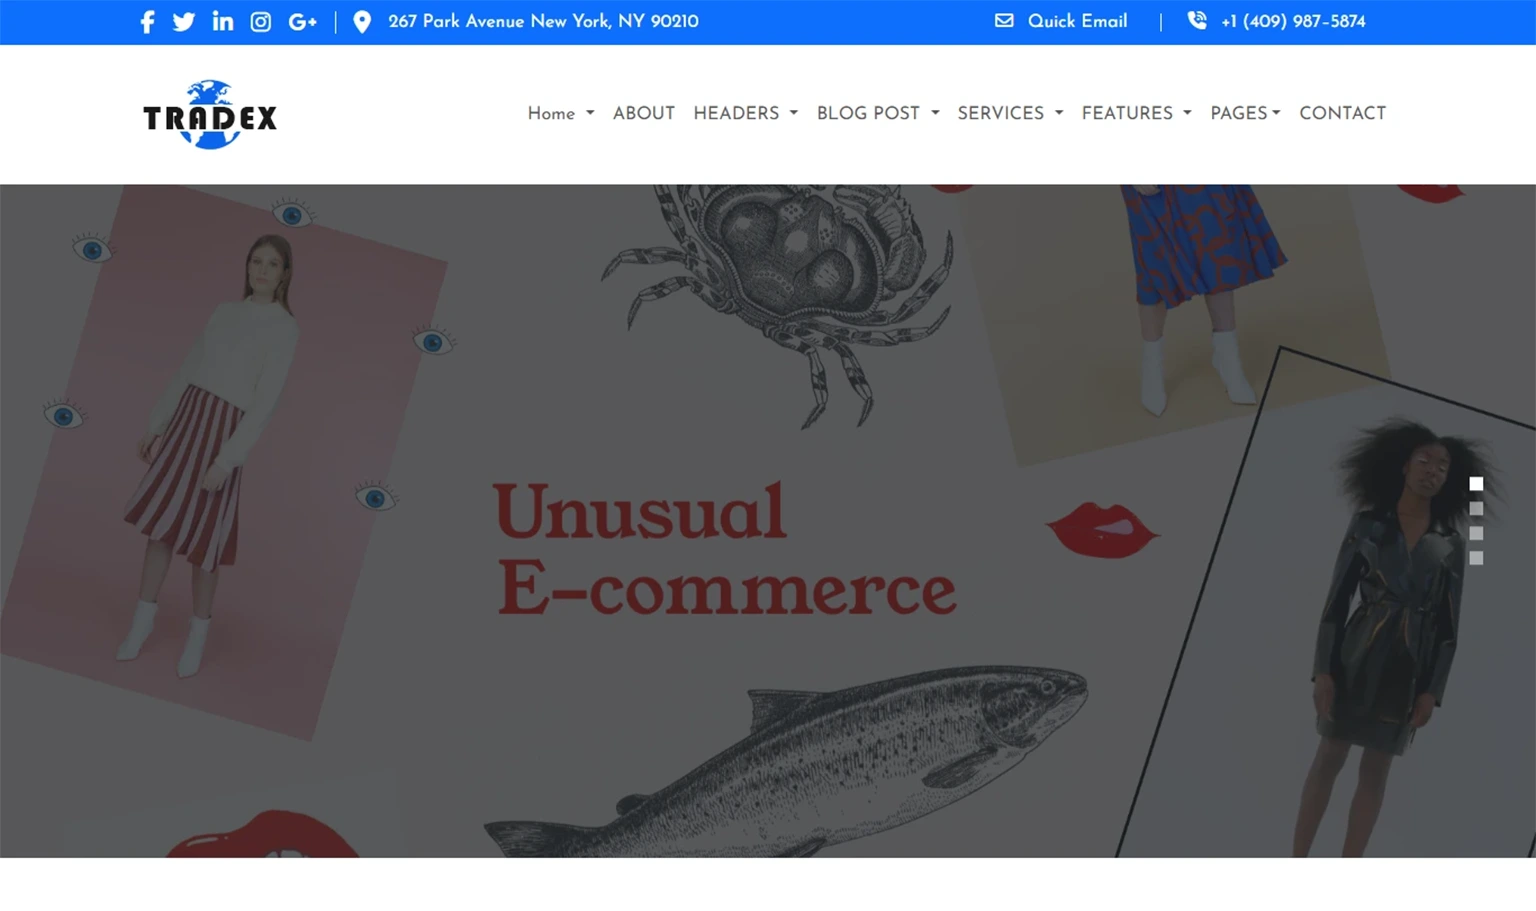 267 Park Avenue New York, NY 90210
Quick Email
+1 (409) 987-5874
TRADEX
Home
ABOUT
HEADERS
BLOG POST
SERVICES
FEATURES
PAGES
CONTACT
Unusual
E-commerce